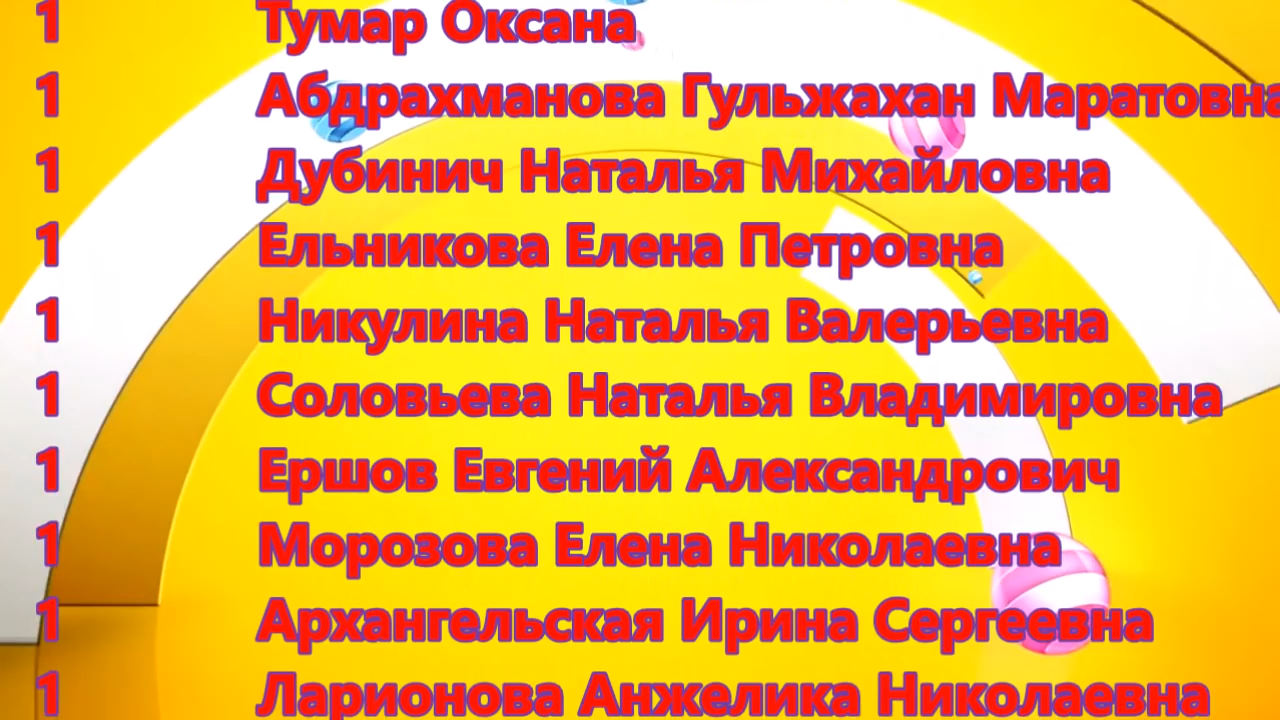 1 Тумар Оксана
1 Абдрахманова Гульжахан Маратовна
1 Дубинич Наталья Михайловна
1 Ельникова Елена Петровна
1 Никулина Наталья Валерьевна
1 Соловьева Наталья Владимировна
1 Ершов Евгений Александрович
1 Морозова Елена Николаевна
1 Архангельская Ирина Сергеевна
1 Ларионова Анжелика Николаевна